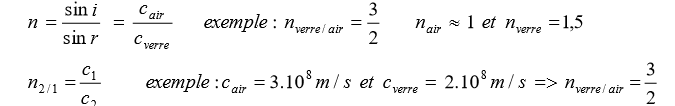 n = sin i / sin r = c_air / c_verre    exemple : n_verre/air = 3/2    n_air ≈ 1 et n_verre = 1,5
n_2/1 = c_1 / c_2    exemple : c_air = 3.10^8 m/s et c_verre = 2.10^8 m/s => n_verre/air = 3/2